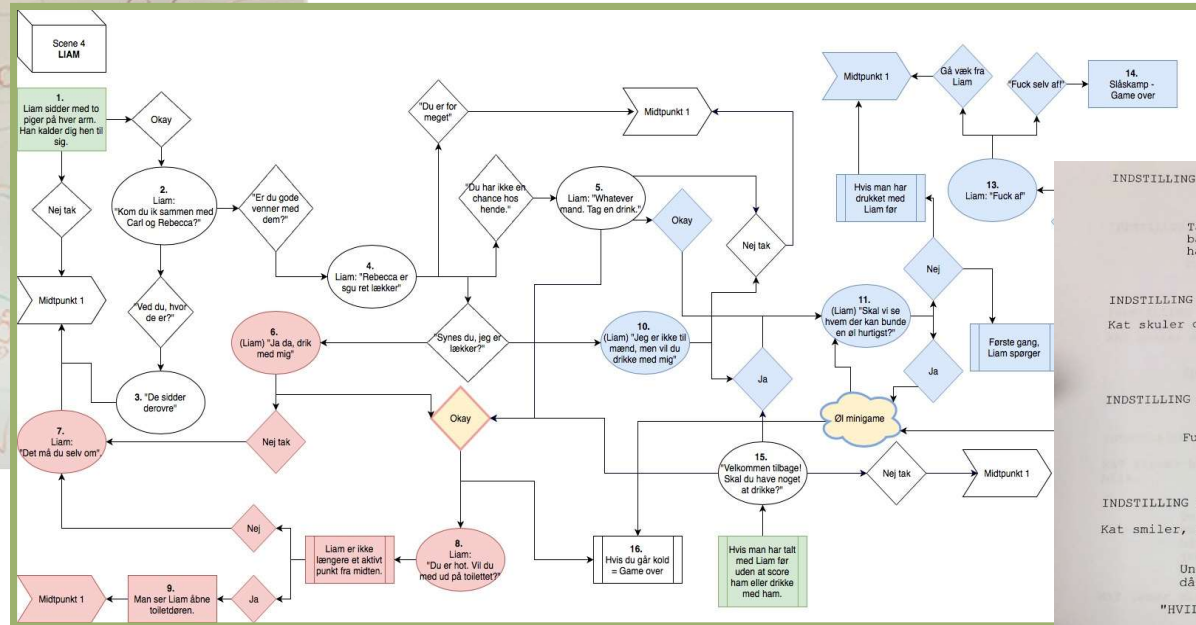 Scene 4
LIAM
1.
Liam sidder med to
piger på hver arm.
Han kalder dig hen til
sig.
Okay
Nej tak
Midtpunkt 1
2.
Liam:
"Kom du ik sammen med
Carl og Rebecca?"
"Ved du, hvor
de er?"
3. "De sidder
derovre"
"Er du gode
venner med
dem?"
4.
Liam: "Rebecca er
sgu ret lækker"
"Du er for
meget"
Midtpunkt 1
"Du har ikke en
chance hos
hende."
5.
Liam: "Whatever
mand. Tag en drink."
Okay
Nej tak
"Synes du, jeg er
lækker?"
6.
(Liam) "Ja da, drik
med mig"
Nej tak
7.
Liam:
"Det må du selv om",
Okay
8.
Liam:
"Du er hot. Vil du
med ud på toilettet?"
Liam er ikke
længere et aktivt
punkt fra midten.
Nej
Ja
9.
Man ser Liam åbne
toiletdøren.
Midtpunkt 1
10.
(Liam) "Jeg er ikke til
mænd, men vil du
drikke med mig"
Ja
11.
(Liam) "Skal vi se
hvem der kan bunde
en øl hurtigst?"
Nej
Ja
Hvis man har
drukket med
Liam før
Første gang,
Liam spørger
Øl minigame
Midtpunkt 1
Gå væk fra
Liam
"Fuck selv af!"
14.
Slåskamp -
Game over
13.
Liam: "Fuck af"
15.
"Velkommen tilbage!
Skal du have noget
at drikke?"
Nej tak
Midtpunkt 1
16.
Hvis du går kold
= Game over
Hvis man har talt
med Liam før
uden at score
ham eller drikke
med ham.
INDSTILLING
INDSTILLING
Kat skuler
INDSTILLING
INDSTILLING
Kat smiler,